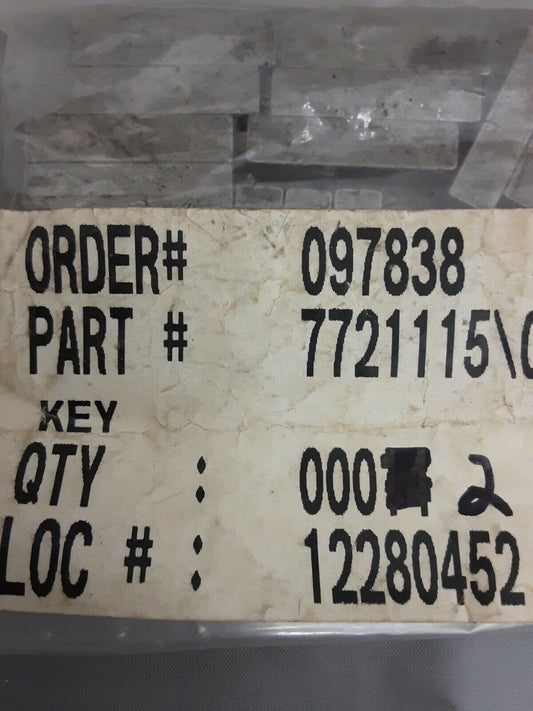 ORDER# 097838
PART # 7721115\
KEY
QTY : 000 2
LOC # : 12280452